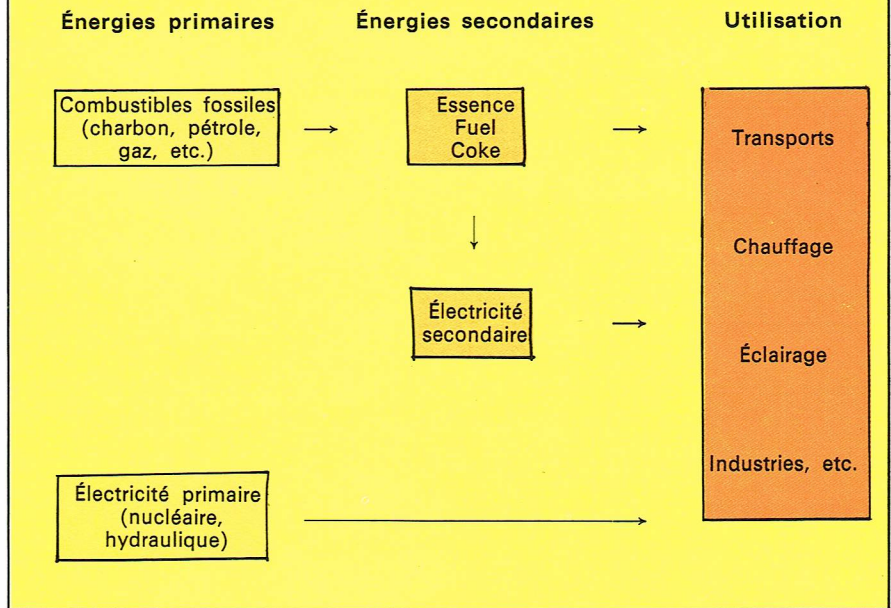 Énergies primaires
Énergies secondaires
Utilisation
Combustibles fossiles
(charbon, pétrole,
gaz, etc.)
Essence
Fuel
Coke
Transports
Chauffage
Électricité
secondaire
Éclairage
Industries, etc.
Électricité primaire
(nucléaire,
hydraulique)